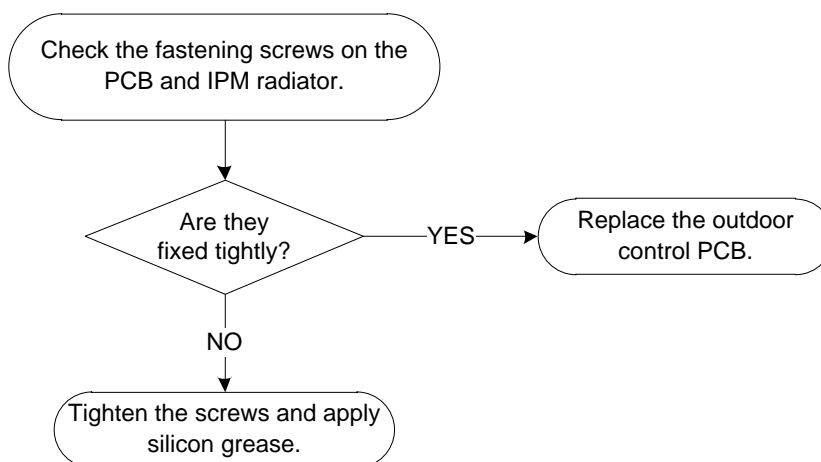 Check the fastening screws on the
PCB and IPM radiator.
Are they
fixed tightly?
YES
Replace the outdoor
control PCB.
NO
Tighten the screws and apply
silicon grease.